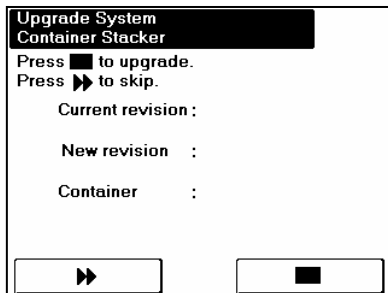 Upgrade System
Container Stacker
Press ■ to upgrade.
Press ▶▶ to skip.
Current revision :
New revision :
Container :